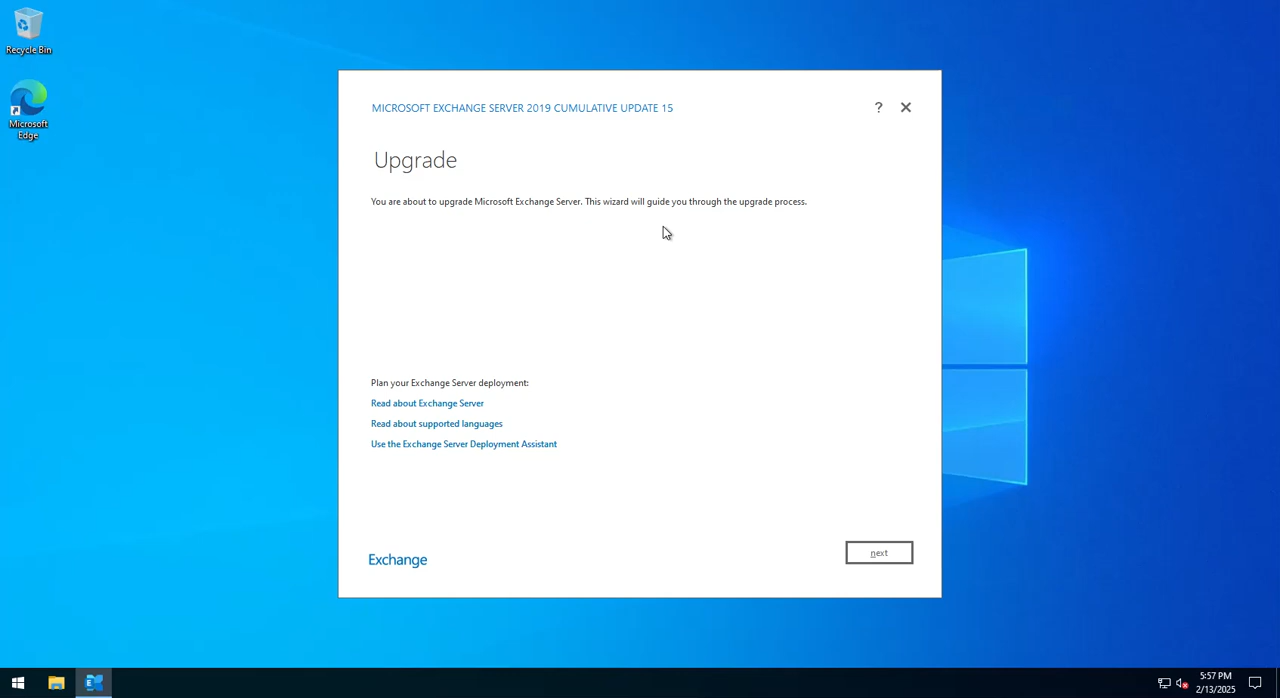 Recycle Bin
Microsoft
Edge
MICROSOFT EXCHANGE SERVER 2019 CUMULATIVE UPDATE 15
?
Upgrade
You are about to upgrade Microsoft Exchange Server. This wizard will guide you through the upgrade process.
Plan your Exchange Server deployment:
Read about Exchange Server
Read about supported languages
Use the Exchange Server Deployment Assistant
Exchange
next
5:57 PM
2/13/2025